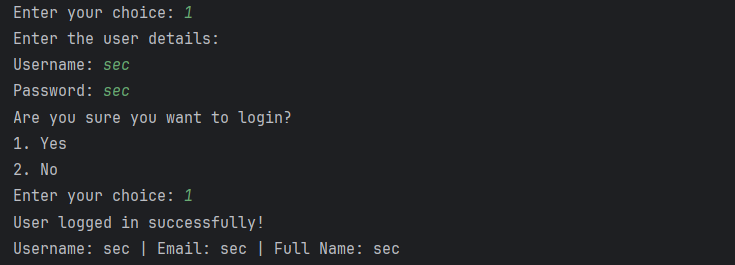 Enter your choice: 1
Enter the user details:
Username: sec
Password: sec
Are you sure you want to login?
1. Yes
2. No
Enter your choice: 1
User logged in successfully!
Username: sec | Email: sec | Full Name: sec